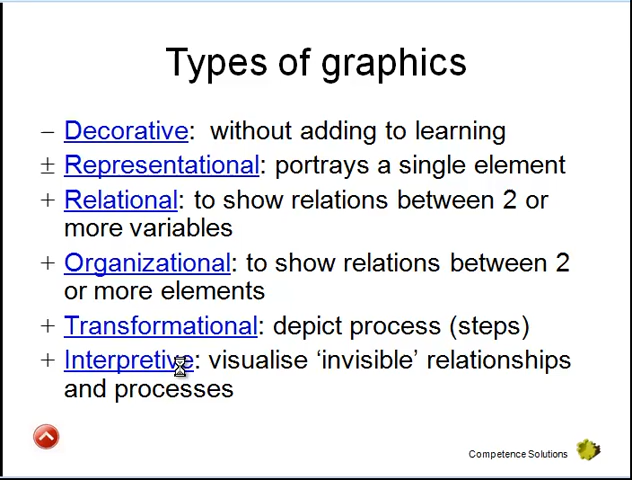 Types of graphics
– Decorative:  without adding to learning
± Representational: portrays a single element
+ Relational: to show relations between 2 or
more variables
+ Organizational: to show relations between 2
or more elements
+ Transformational: depict process (steps)
+ Interpretive: visualise ‘invisible’ relationships
and processes
Competence Solutions